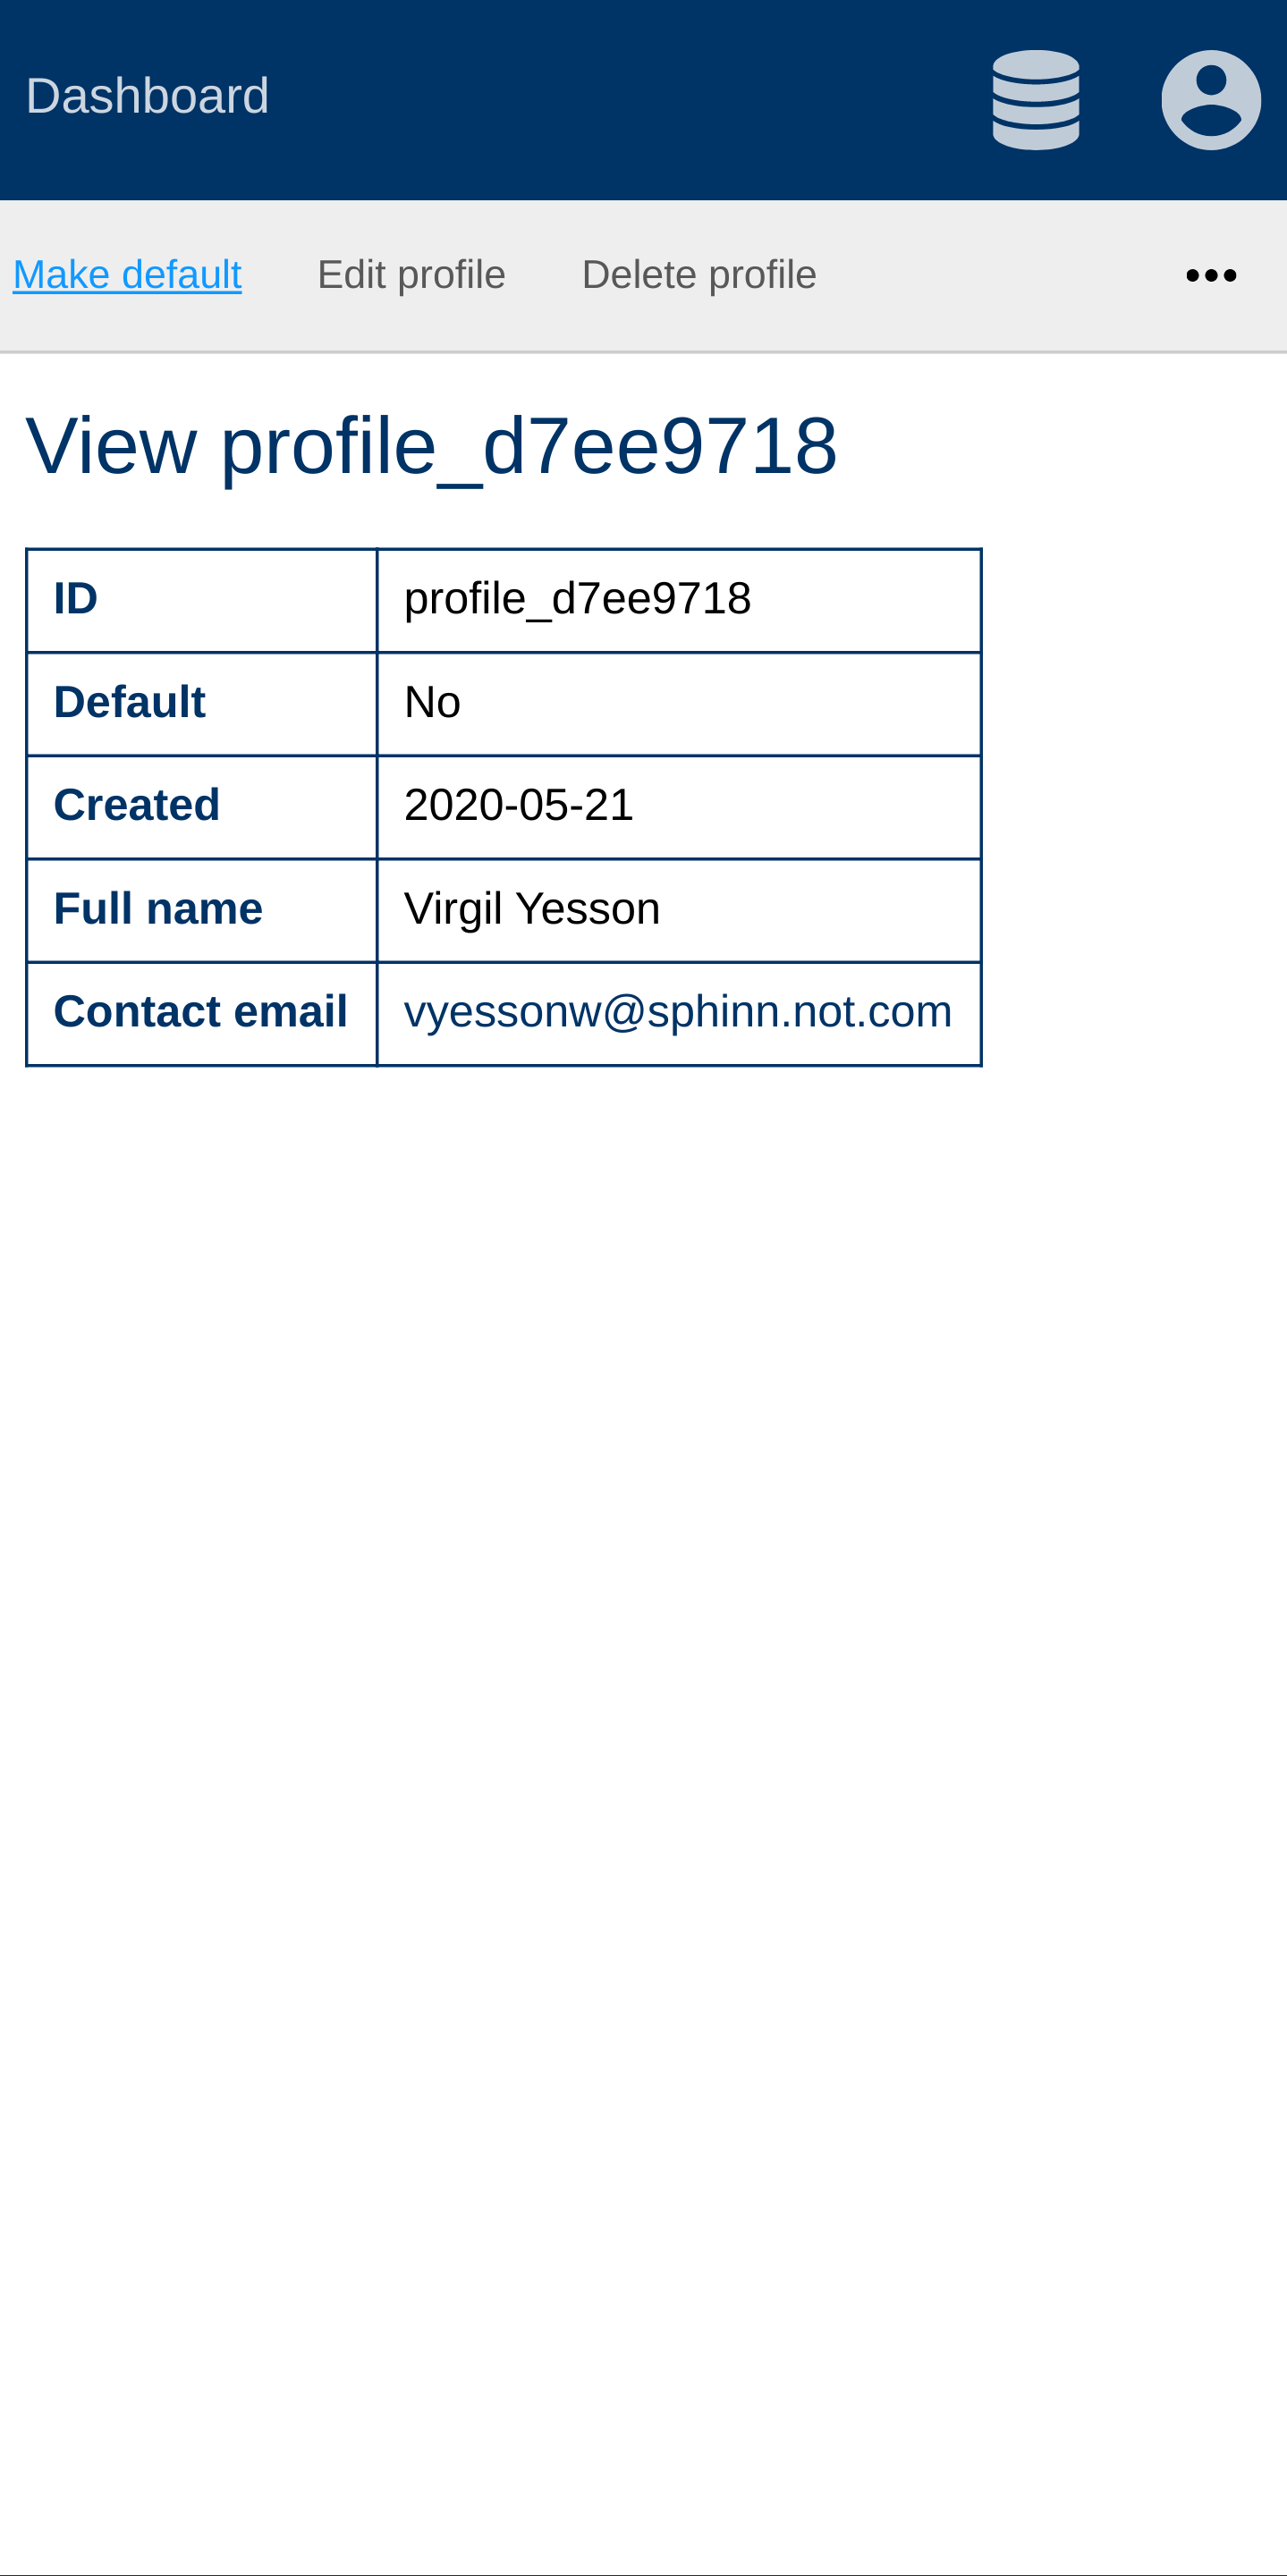 Dashboard
Make default Edit profile Delete profile •••
View profile_d7ee9718
ID profile_d7ee9718
Default No
Created 2020-05-21
Full name Virgil Yesson
Contact email vyessonw@sphinn.not.com